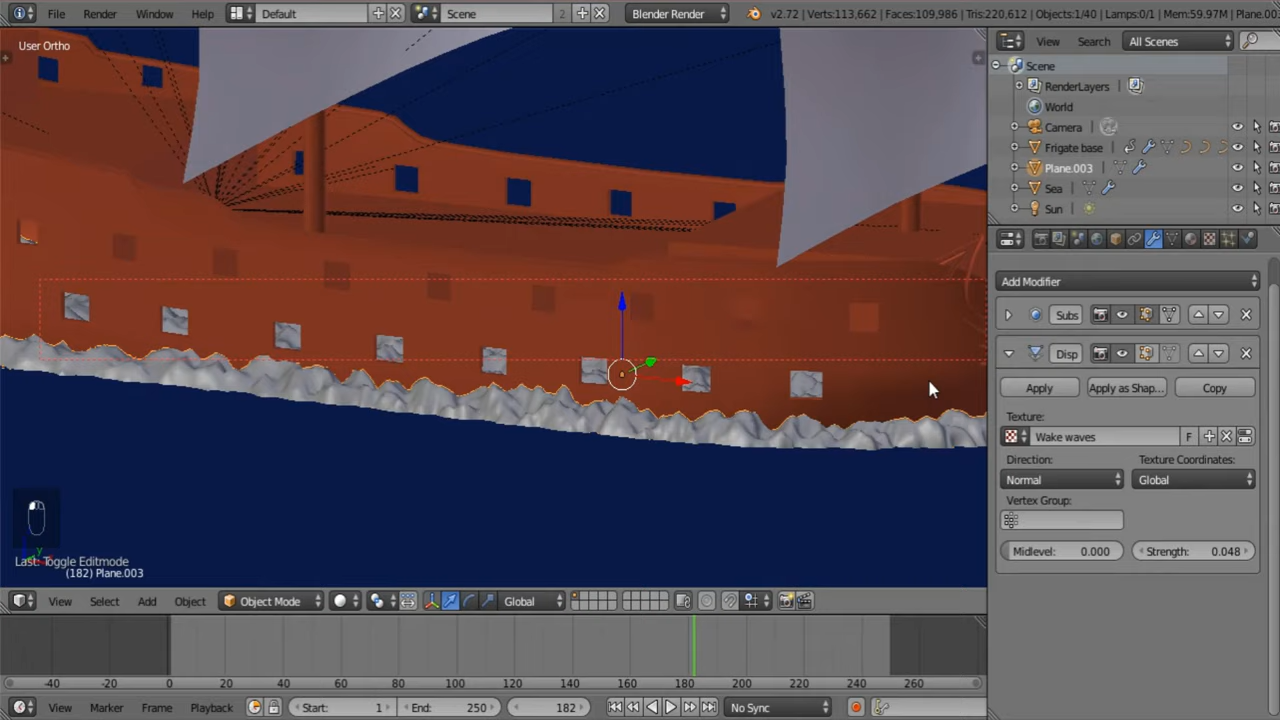 File Render Window Help Default Scene 2 Blender Render v2.72 | Verts:113,662 | Faces:109,986 | Tris:220,612 | Objects:1/40 | Lamps:0/1 | Mem:59.97M | Plane.00
User Ortho
View Search All Scenes
Scene
RenderLayers
World
Camera
Frigate base
Plane.003
Sea
Sun
Add Modifier
Subs
Disp
Apply Apply as Shap... Copy
Texture:
Wake waves F
Direction: Texture Coordinates:
Normal Global
Vertex Group:
Midlevel: 0.000 Strength: 0.048
Last: Toggle Editmode
(182) Plane.003
View Select Add Object Object Mode Global
-40 -20 0 20 40 60 80 100 120 140 160 180 200 220 240 260
View Marker Frame Playback Start: 1 End: 250 182 No Sync